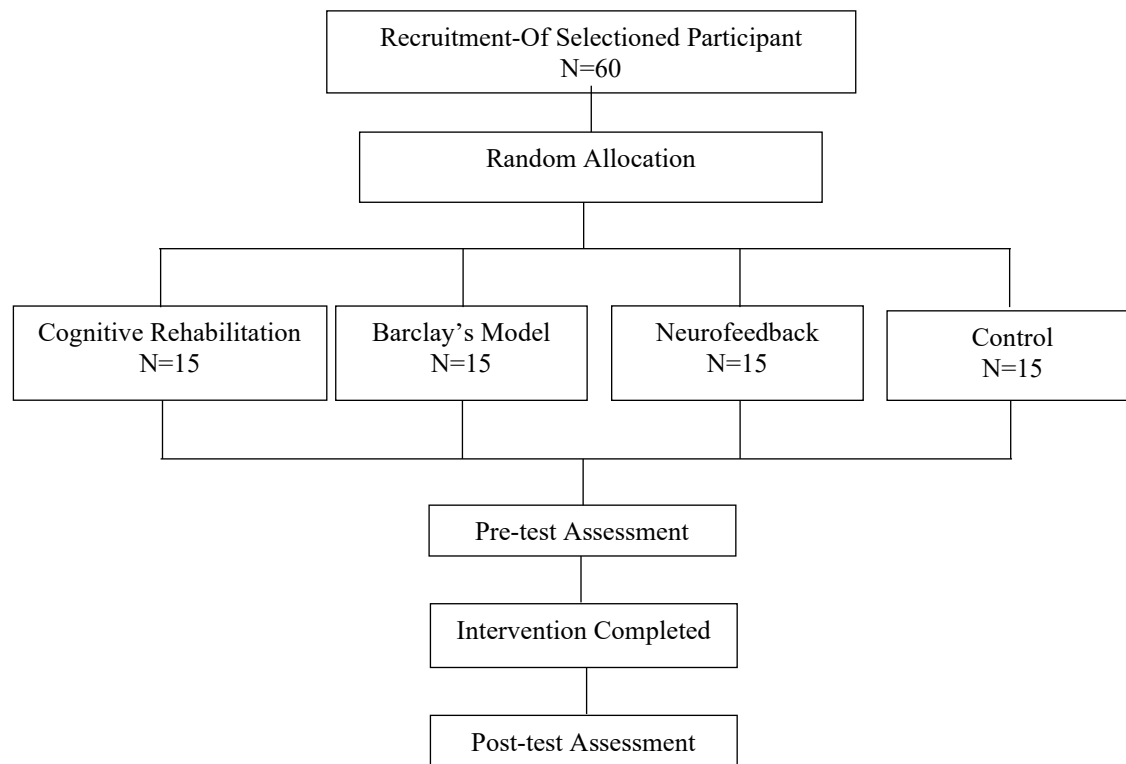 Recruitment-Of Selectioned Participant
N=60
Random Allocation
Cognitive Rehabilitation
N=15
Barclay’s Model
N=15
Neurofeedback
N=15
Control
N=15
Pre-test Assessment
Intervention Completed
Post-test Assessment